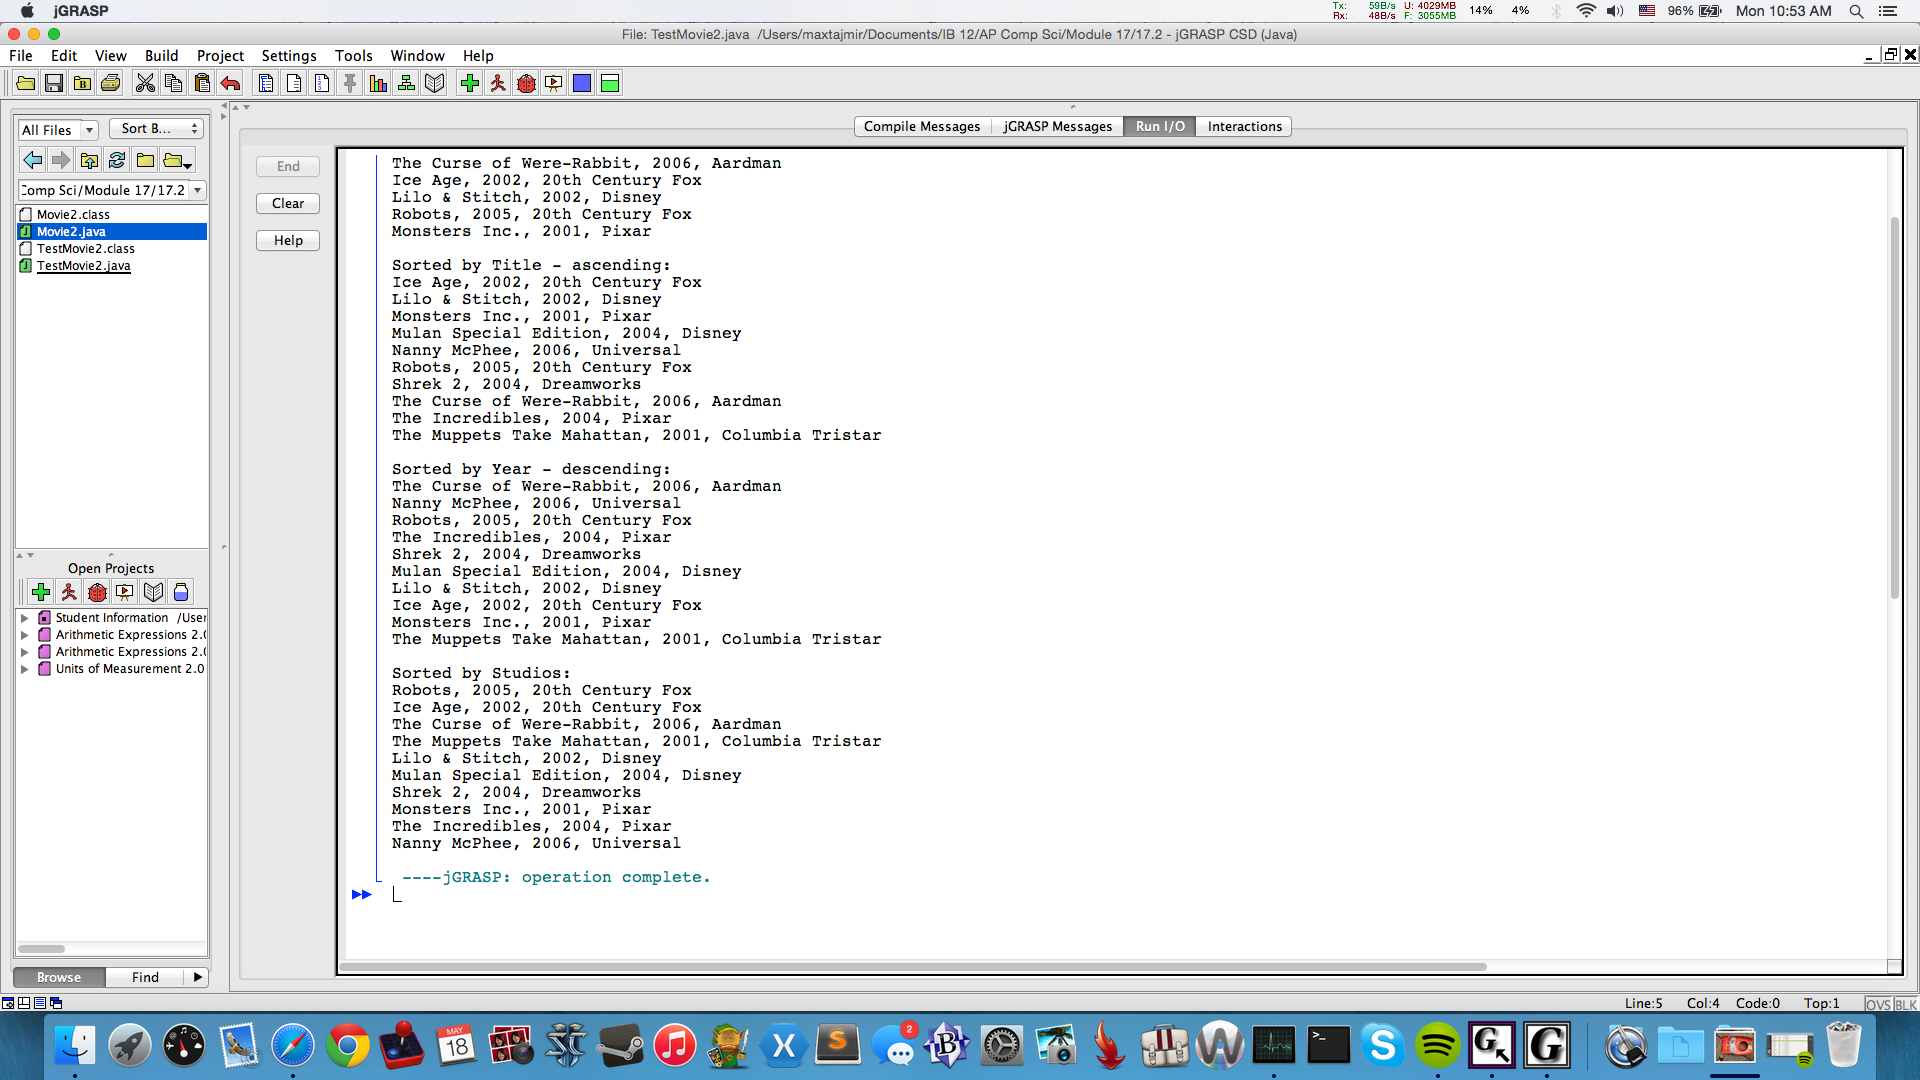 jGRASP
Tx: 59B/s U: 4029MB
Rx: 48B/s F: 3055MB
14% 4% 96% Mon 10:53 AM
File: TestMovie2.java /Users/maxtajmir/Documents/IB 12/AP Comp Sci/Module 17/17.2 - jGRASP CSD (Java)
File Edit View Build Project Settings Tools Window Help
All Files Sort B...
Comp Sci/Module 17/17.2
Movie2.class
Movie2.java
TestMovie2.class
TestMovie2.java
Open Projects
Student Information /User
Arithmetic Expressions 2.0
Arithmetic Expressions 2.0
Units of Measurement 2.0
Browse Find
Compile Messages jGRASP Messages Run I/O Interactions
End
Clear
Help
The Curse of Were-Rabbit, 2006, Aardman
Ice Age, 2002, 20th Century Fox
Lilo & Stitch, 2002, Disney
Robots, 2005, 20th Century Fox
Monsters Inc., 2001, Pixar
Sorted by Title - ascending:
Ice Age, 2002, 20th Century Fox
Lilo & Stitch, 2002, Disney
Monsters Inc., 2001, Pixar
Mulan Special Edition, 2004, Disney
Nanny McPhee, 2006, Universal
Robots, 2005, 20th Century Fox
Shrek 2, 2004, Dreamworks
The Curse of Were-Rabbit, 2006, Aardman
The Incredibles, 2004, Pixar
The Muppets Take Mahattan, 2001, Columbia Tristar
Sorted by Year - descending:
The Curse of Were-Rabbit, 2006, Aardman
Nanny McPhee, 2006, Universal
Robots, 2005, 20th Century Fox
The Incredibles, 2004, Pixar
Shrek 2, 2004, Dreamworks
Mulan Special Edition, 2004, Disney
Lilo & Stitch, 2002, Disney
Ice Age, 2002, 20th Century Fox
Monsters Inc., 2001, Pixar
The Muppets Take Mahattan, 2001, Columbia Tristar
Sorted by Studios:
Robots, 2005, 20th Century Fox
Ice Age, 2002, 20th Century Fox
The Curse of Were-Rabbit, 2006, Aardman
The Muppets Take Mahattan, 2001, Columbia Tristar
Lilo & Stitch, 2002, Disney
Mulan Special Edition, 2004, Disney
Shrek 2, 2004, Dreamworks
Monsters Inc., 2001, Pixar
The Incredibles, 2004, Pixar
Nanny McPhee, 2006, Universal
----jGRASP: operation complete.
Line:5 Col:4 Code:0 Top:1 OVS BLK
MAY
18
2